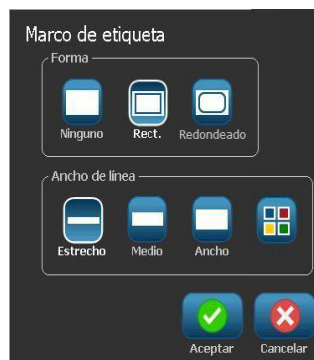 Marco de etiqueta
Forma
Ninguno Rect. Redondeado
Ancho de línea
Estrecho Medio Ancho
Aceptar Cancelar